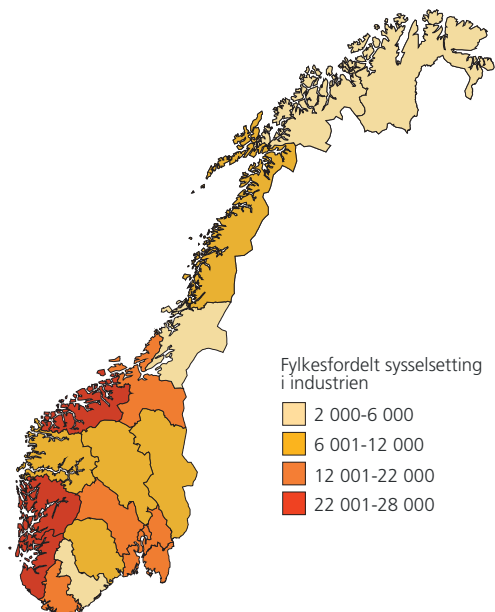 Fylkesfordelt sysselsetting
i industrien
2 000-6 000
6 001-12 000
12 001-22 000
22 001-28 000